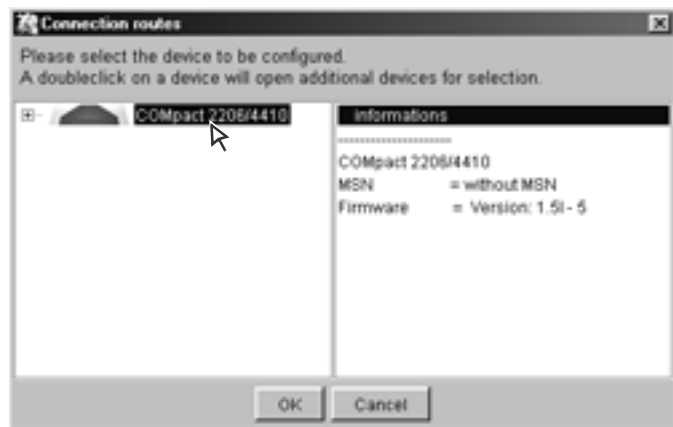 Connection routes
Please select the device to be configured.
A doubleclick on a device will open additional devices for selection.
COMpact 2206/4410
informations
--------------------
COMpact 2206/4410
MSN = without MSN
Firmware = Version: 1.5I - 5
OK
Cancel